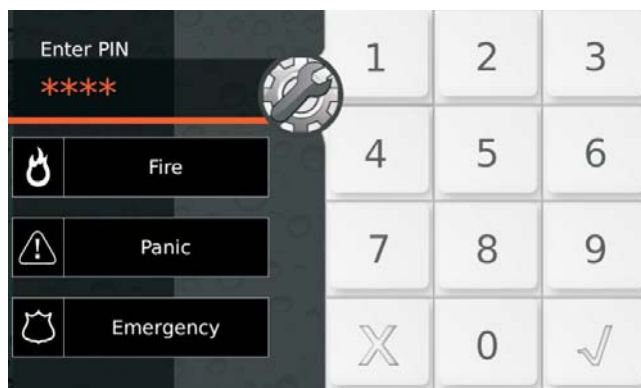 Enter PIN
****
Fire
Panic
Emergency
1 2 3
4 5 6
7 8 9
X 0 √